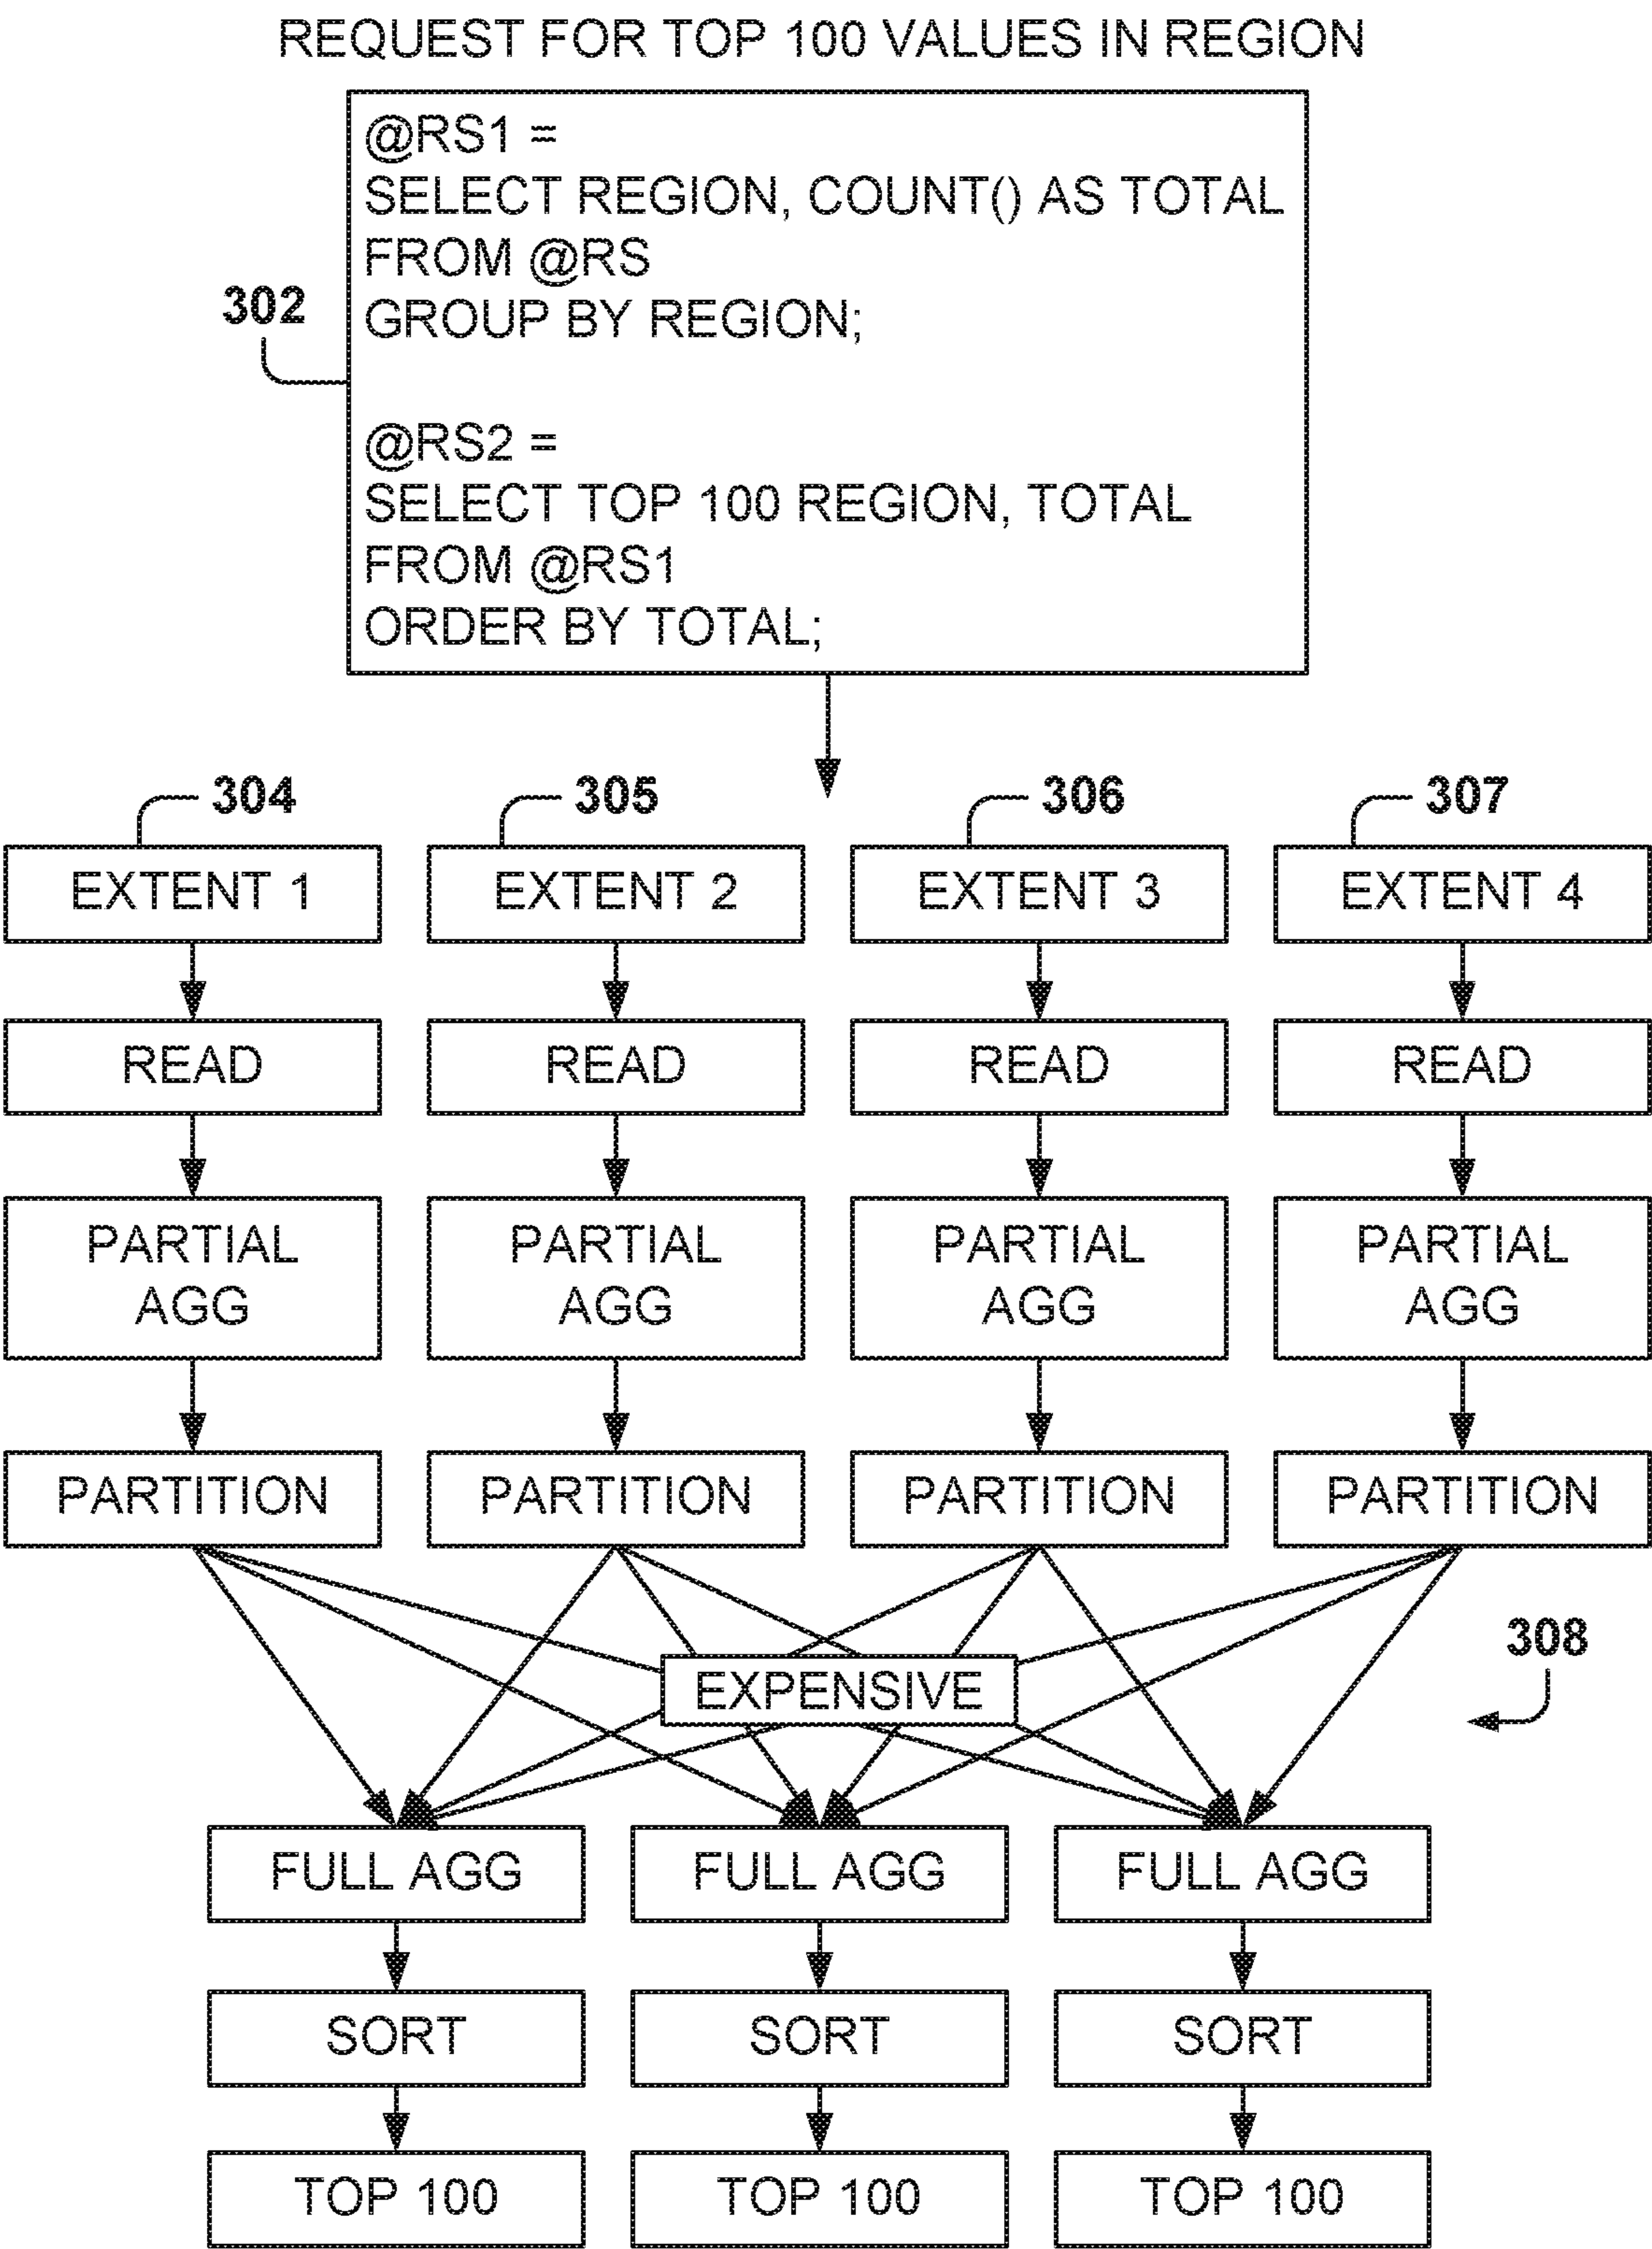 REQUEST FOR TOP 100 VALUES IN REGION
@RS1 =
SELECT REGION, COUNT() AS TOTAL
FROM @RS
GROUP BY REGION;
302
@RS2 =
SELECT TOP 100 REGION, TOTAL
FROM @RS1
ORDER BY TOTAL;
304 305 306 307
EXTENT 1 EXTENT 2 EXTENT 3 EXTENT 4
READ READ READ READ
PARTIAL PARTIAL PARTIAL PARTIAL
AGG AGG AGG AGG
PARTITION PARTITION PARTITION PARTITION
308
EXPENSIVE
FULL AGG FULL AGG FULL AGG
SORT SORT SORT
TOP 100 TOP 100 TOP 100